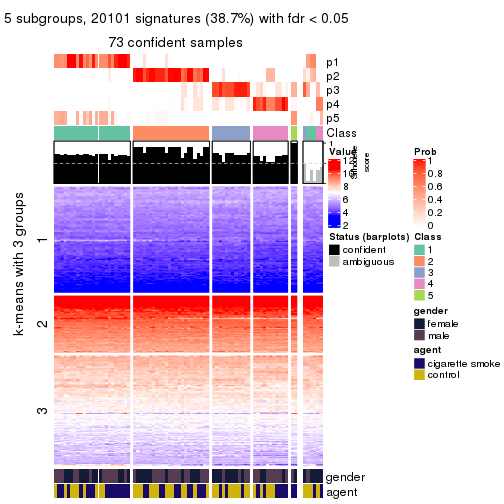 5 subgroups, 20101 signatures (38.7%) with fdr < 0.05
73 confident samples
p1
p2
p3
p4
p5
Class
1
Silhouette
score
Value
12
10
8
6
4
2
Prob
1
0.8
0.6
0.4
0.2
0
Status (barplots)
confident
ambiguous
Class
1
2
3
4
5
gender
female
male
agent
cigarette smoke
control
k-means with 3 groups
1
2
3
gender
agent